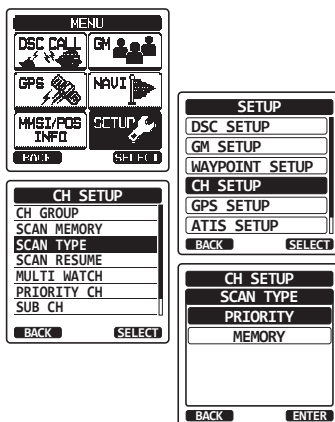 MENU
DSC CALL GM
GPS NAVI
MMSI/POS INFO SETUP
BACK SELECT
SETUP
DSC SETUP
GM SETUP
WAYPOINT SETUP
CH SETUP
GPS SETUP
ATIS SETUP
BACK SELECT
CH SETUP
CH GROUP
SCAN MEMORY
SCAN TYPE
SCAN RESUME
MULTI WATCH
PRIORITY CH
SUB CH
BACK SELECT
CH SETUP
SCAN TYPE
PRIORITY
MEMORY
BACK ENTER